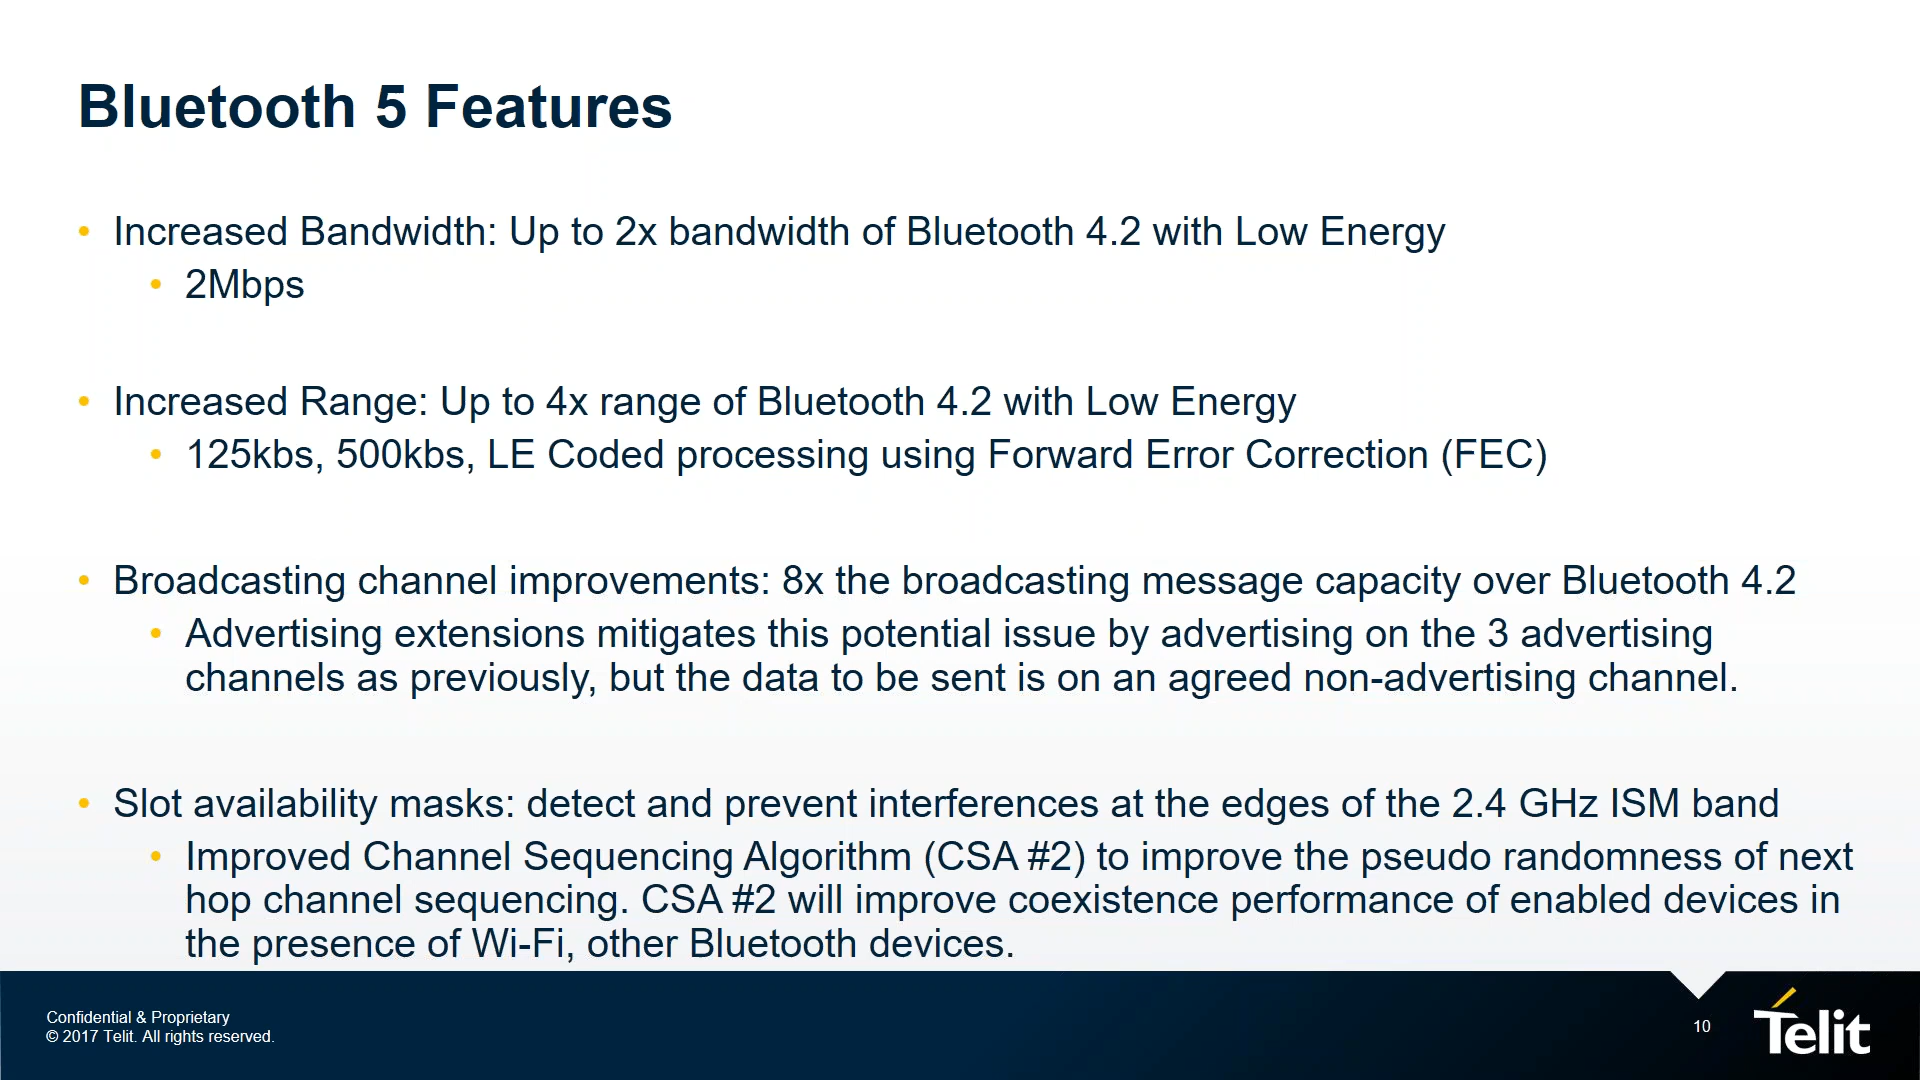 Bluetooth 5 Features
• Increased Bandwidth: Up to 2x bandwidth of Bluetooth 4.2 with Low Energy
• 2Mbps
• Increased Range: Up to 4x range of Bluetooth 4.2 with Low Energy
• 125kbs, 500kbs, LE Coded processing using Forward Error Correction (FEC)
• Broadcasting channel improvements: 8x the broadcasting message capacity over Bluetooth 4.2
• Advertising extensions mitigates this potential issue by advertising on the 3 advertising
channels as previously, but the data to be sent is on an agreed non-advertising channel.
• Slot availability masks: detect and prevent interferences at the edges of the 2.4 GHz ISM band
• Improved Channel Sequencing Algorithm (CSA #2) to improve the pseudo randomness of next
hop channel sequencing. CSA #2 will improve coexistence performance of enabled devices in
the presence of Wi-Fi, other Bluetooth devices.
Confidential & Proprietary
© 2017 Telit. All rights reserved.
10
Telit